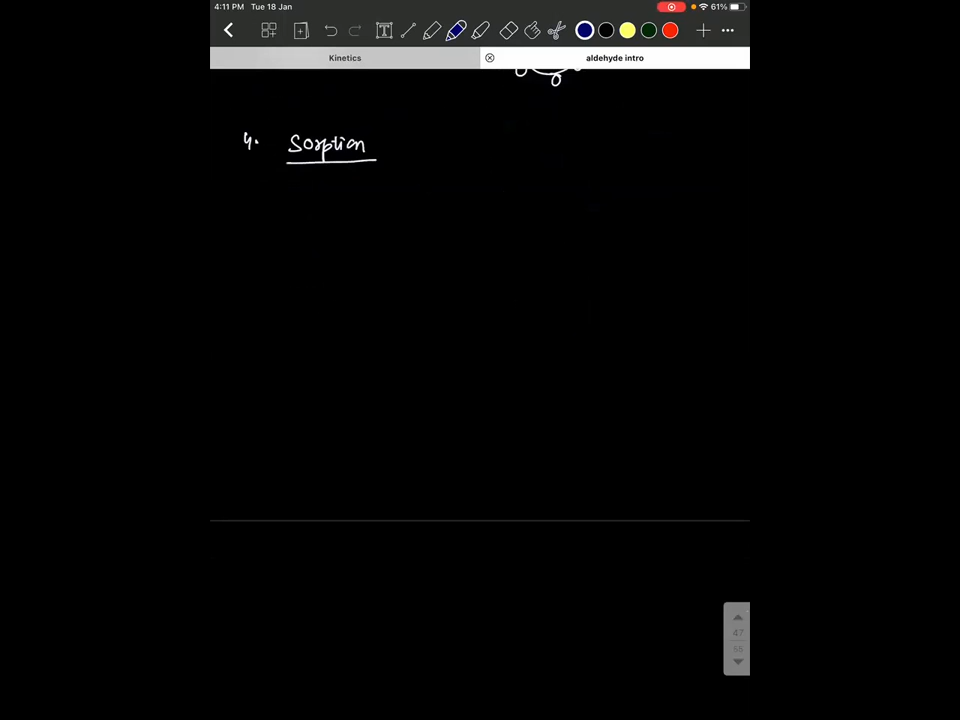 4:11 PM Tue 18 Jan 61%
T
Kinetics aldehyde intro
4. Sorption
47
55